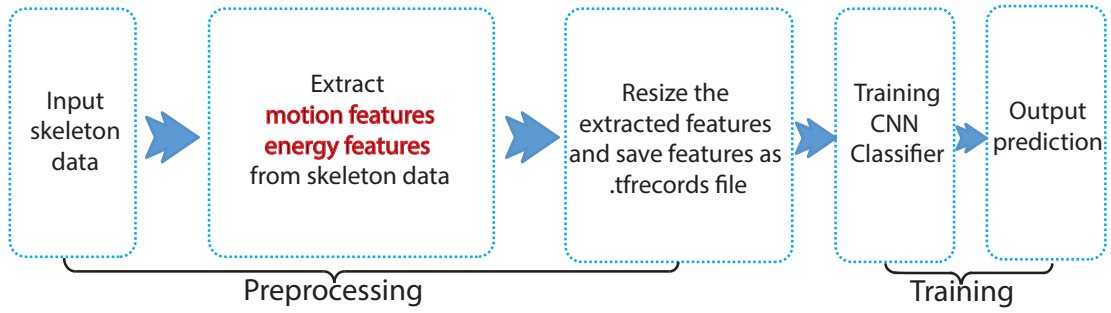 Input
skeleton
data
Extract
motion features
energy features
from skeleton data
Resize the
extracted features
and save features as
.tfrecords file
Training
CNN
Classifier
Output
prediction
Preprocessing
Training